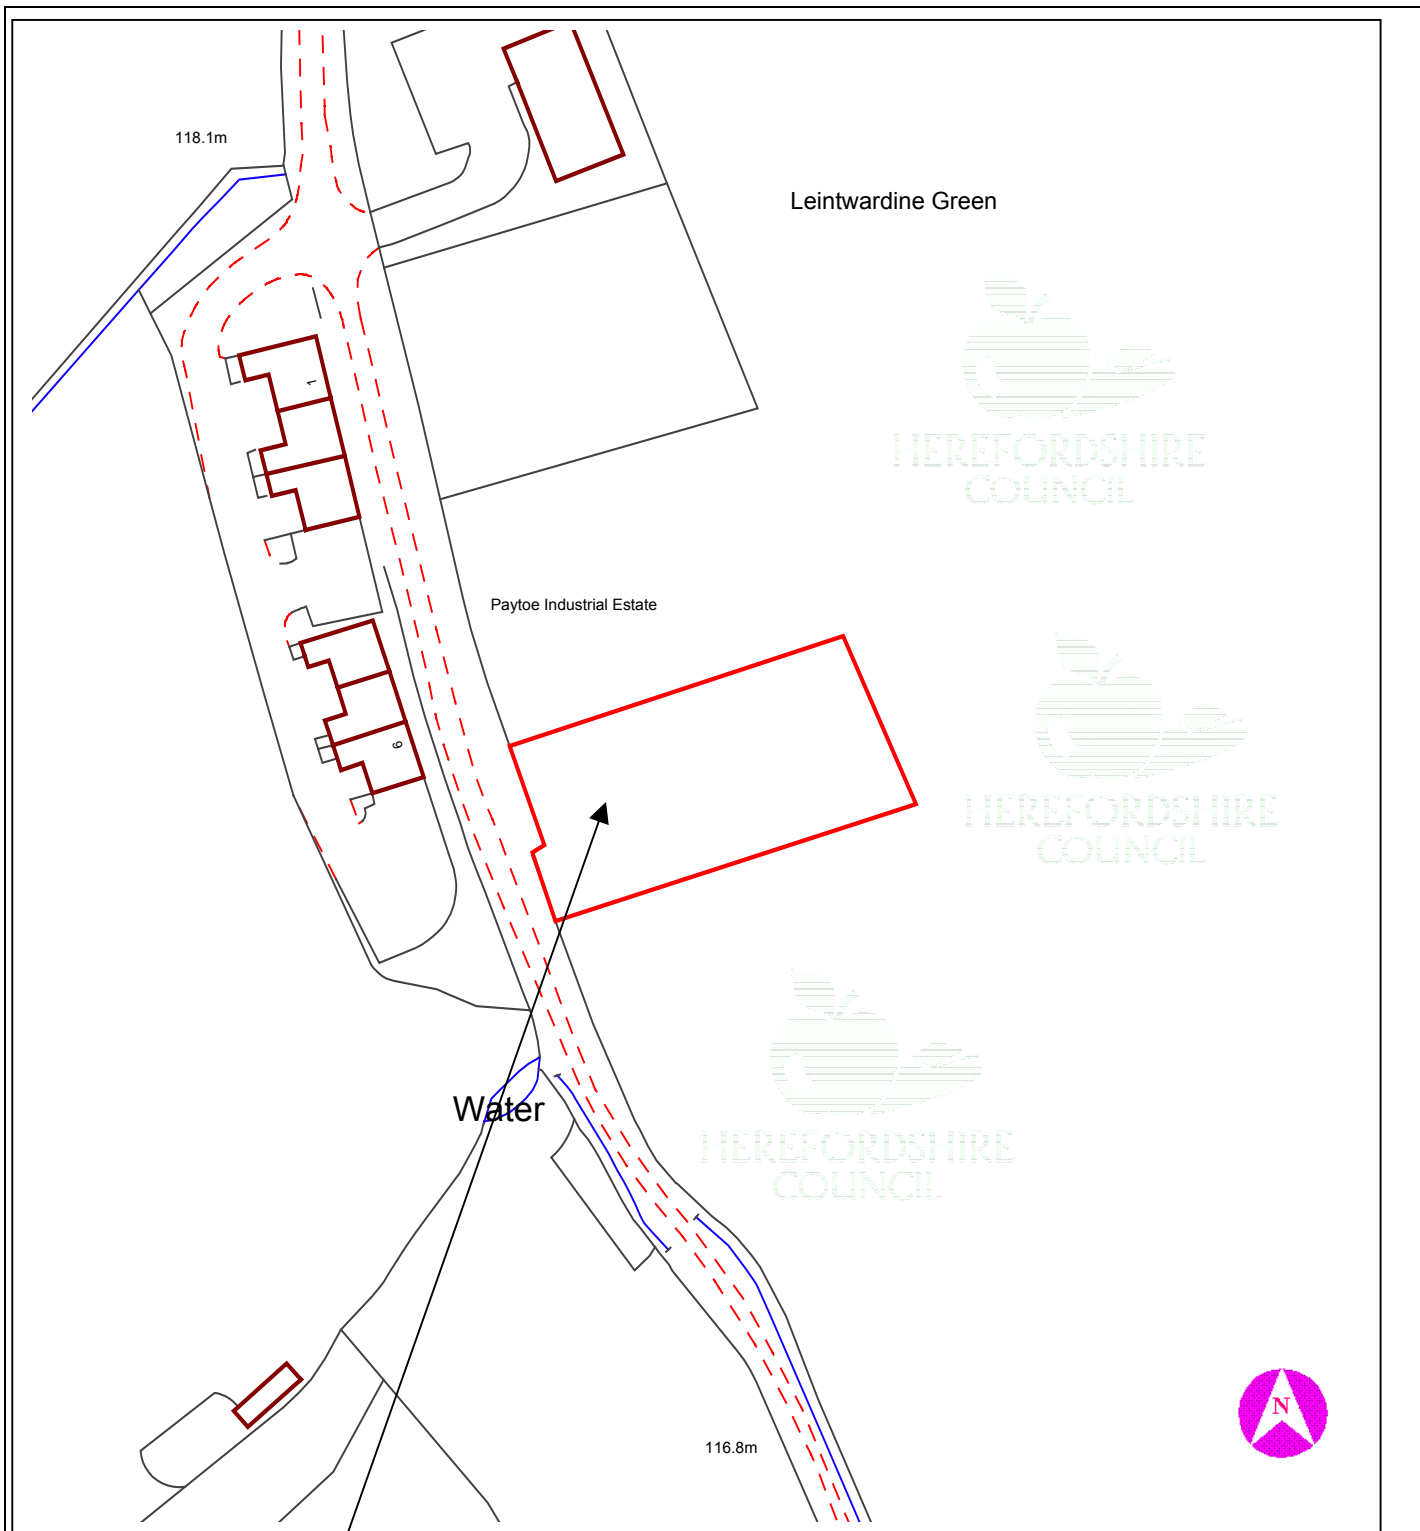 118.1m
Leintwardine Green
HEREFORDSHIRE
COUNCIL
1
Paytoe Industrial Estate
HEREFORDSHIRE
COUNCIL
6
Water
HEREFORDSHIRE
COUNCIL
N
116.8m